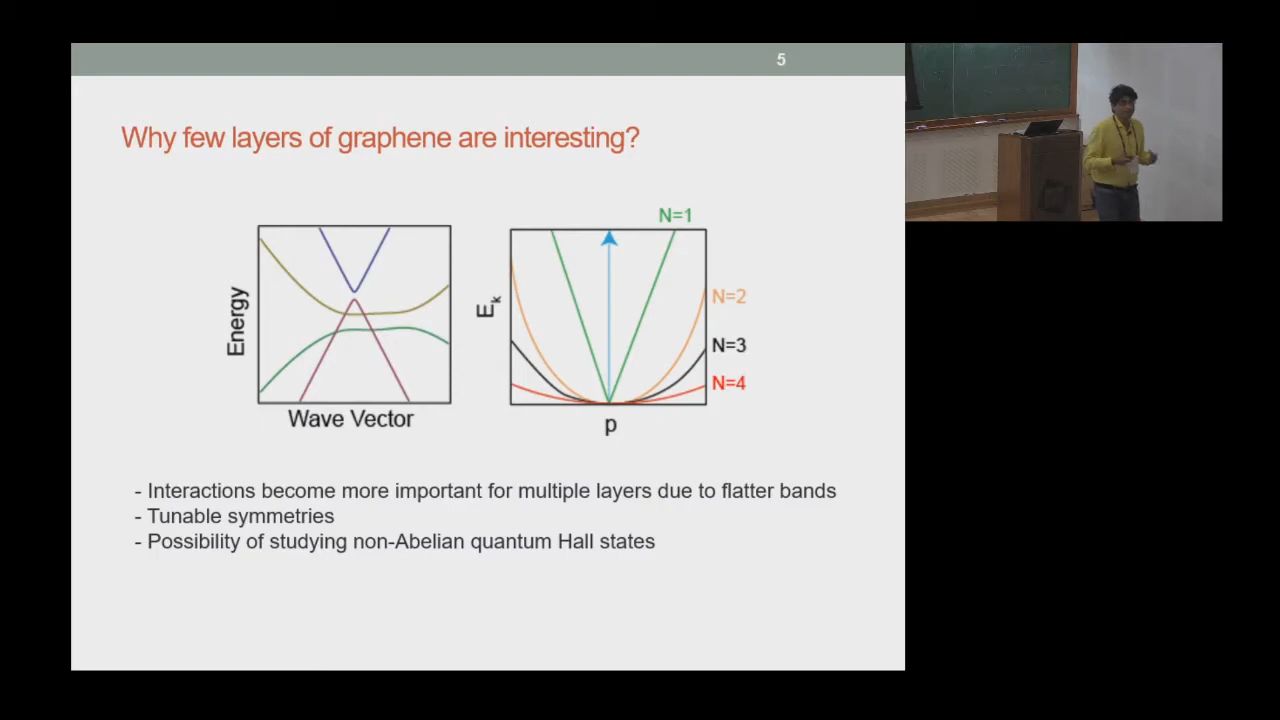 5
Why few layers of graphene are interesting?
N=1
N=2
N=3
N=4
Energy
Wave Vector
Ek
p
- Interactions become more important for multiple layers due to flatter bands
- Tunable symmetries
- Possibility of studying non-Abelian quantum Hall states